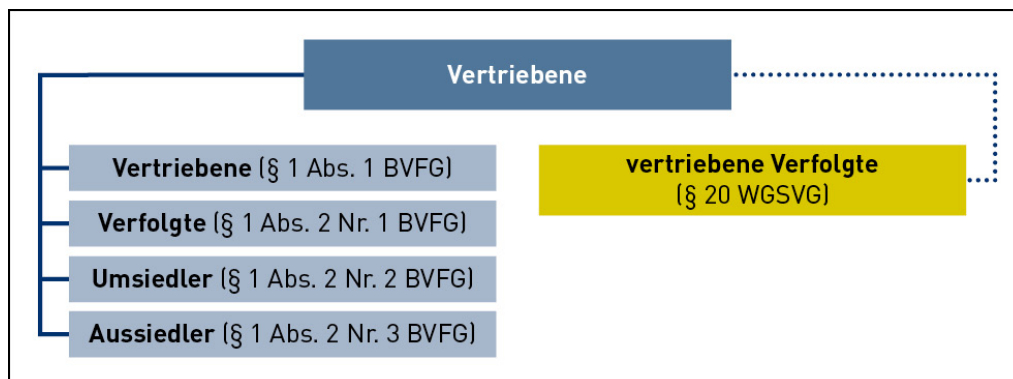 Vertriebene
Vertriebene (§ 1 Abs. 1 BVFG)
Verfolgte (§ 1 Abs. 2 Nr. 1 BVFG)
Umsiedler (§ 1 Abs. 2 Nr. 2 BVFG)
Aussiedler (§ 1 Abs. 2 Nr. 3 BVFG)
vertriebene Verfolgte
(§ 20 WGSVG)